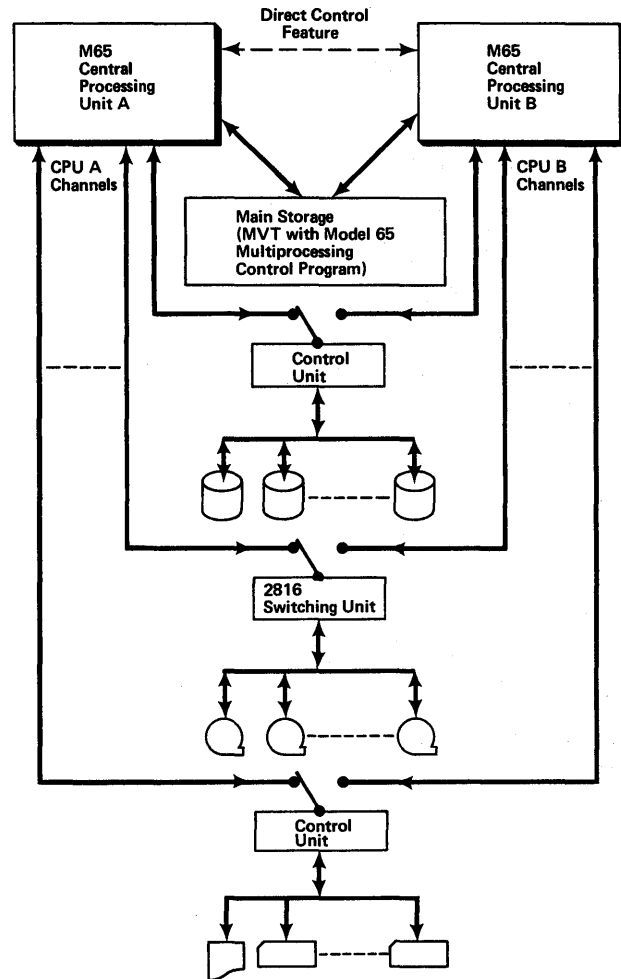 Direct Control
Feature
M65
Central
Processing
Unit A
M65
Central
Processing
Unit B
CPU A
Channels
CPU B
Channels
Main Storage
(MVT with Model 65
Multiprocessing
Control Program)
Control
Unit
2816
Switching Unit
Control
Unit